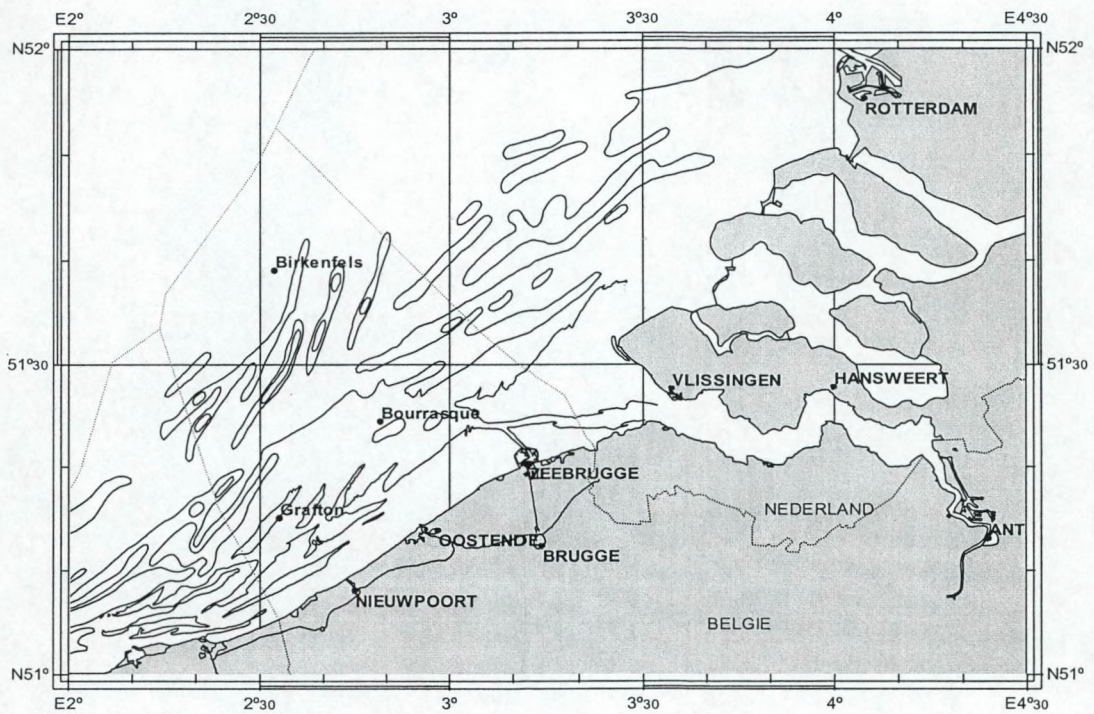 E2° 2°30 3° 3°30 4° E4°30
N52° N52°
ROTTERDAM
Birkenfels
51°30 51°30
VLISSINGEN HANSWEERT
Bourrasque
ZEEBRUGGE
Grafton NEDERLAND
OOSTENDE ANT
BRUGGE
NIEUWPOORT
BELGIE
N51° N51°
E2° 2°30 3° 3°30 4° E4°30